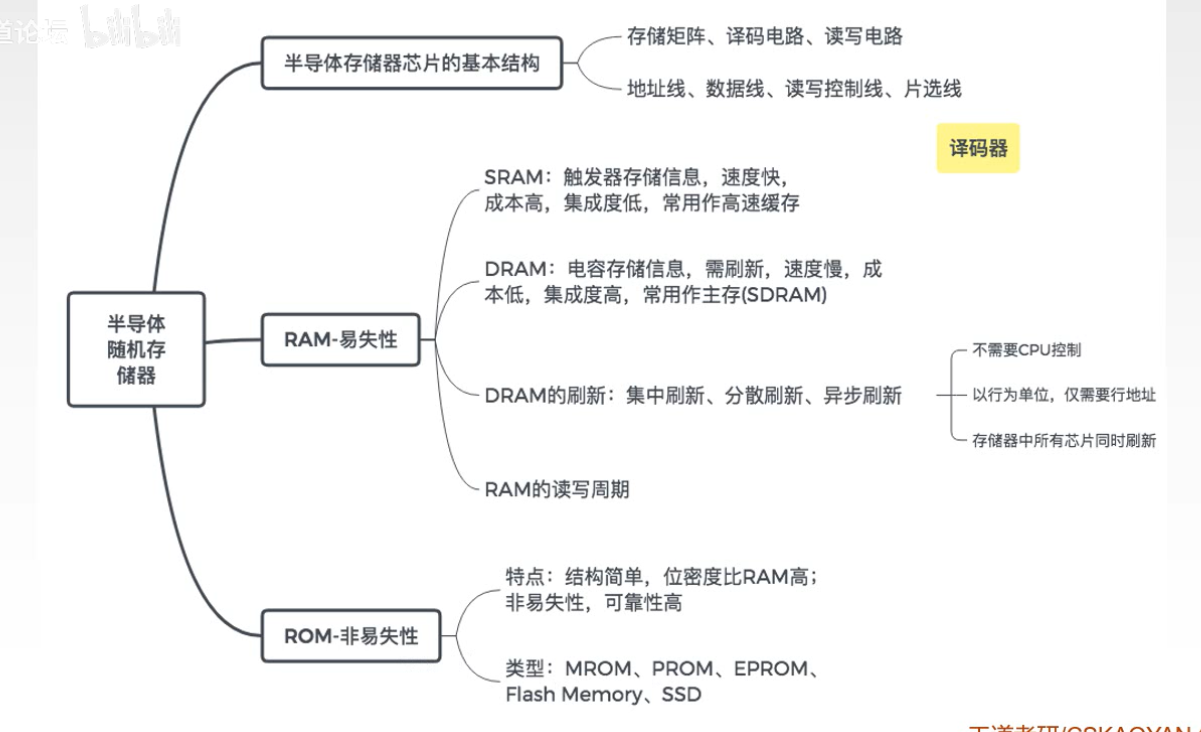 道论坛 bilibili
半导体存储器芯片的基本结构
存储矩阵、译码电路、读写电路
地址线、数据线、读写控制线、片选线
译码器
SRAM：触发器存储信息，速度快，
成本高，集成度低，常用作高速缓存
DRAM：电容存储信息，需刷新，速度慢，成
本低，集成度高，常用作主存(SDRAM)
半导体
随机存
储器
RAM-易失性
DRAM的刷新：集中刷新、分散刷新、异步刷新
不需要CPU控制
以行为单位，仅需要行地址
存储器中所有芯片同时刷新
RAM的读写周期
ROM-非易失性
特点：结构简单，位密度比RAM高；
非易失性，可靠性高
类型：MROM、PROM、EPROM、
Flash Memory、SSD